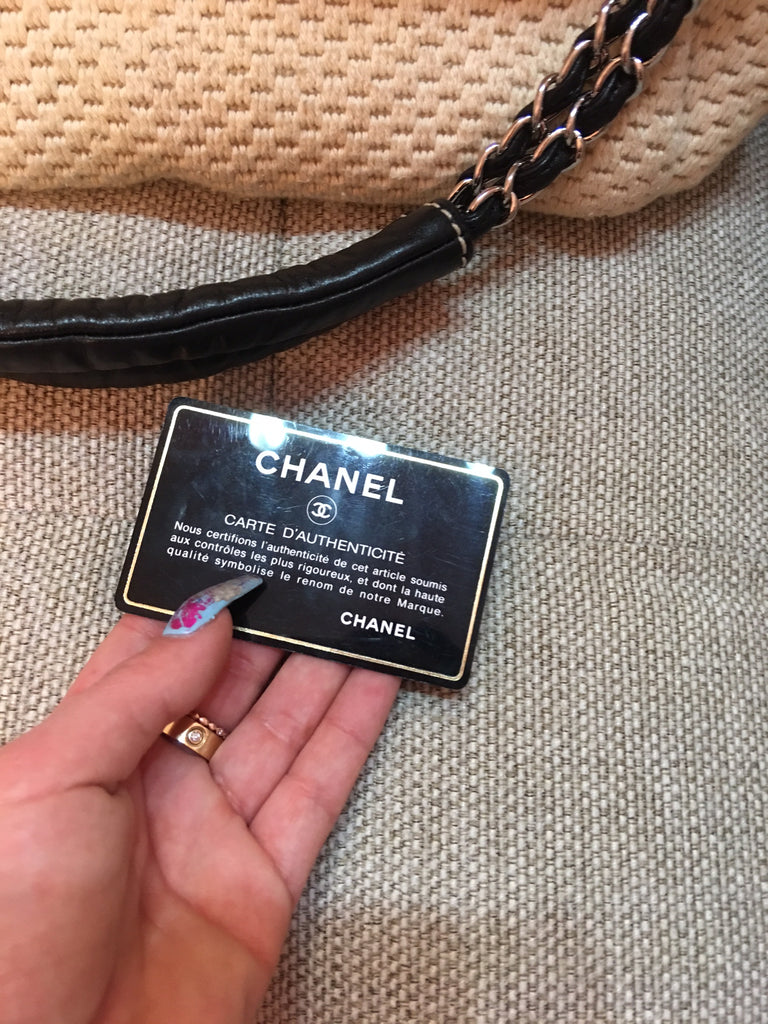 CHANEL
CARTE D'AUTHENTICITÉ
Nous certifions l'authenticité de cet article soumis
aux contrôles les plus rigoureux, et dont la haute
qualité symbolise le renom de notre Marque.
CHANEL